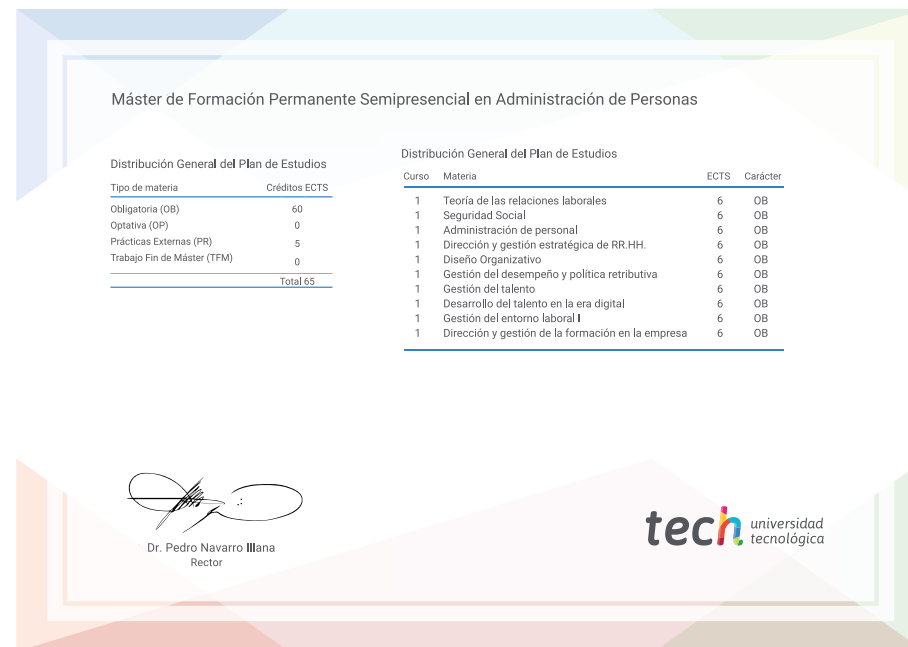 Máster de Formación Permanente Semipresencial en Administración de Personas
Distribución General del Plan de Estudios
Tipo de materia Créditos ECTS
Obligatoria (OB) 60
Optativa (OP) 0
Prácticas Externas (PR) 5
Trabajo Fin de Máster (TFM) 0
Total 65
Distribución General del Plan de Estudios
Curso Materia ECTS Carácter
1 Teoría de las relaciones laborales 6 OB
1 Seguridad Social 6 OB
1 Administración de personal 6 OB
1 Dirección y gestión estratégica de RR.HH. 6 OB
1 Diseño Organizativo 6 OB
1 Gestión del desempeño y política retributiva 6 OB
1 Gestión del talento 6 OB
1 Desarrollo del talento en la era digital 6 OB
1 Gestión del entorno laboral I 6 OB
1 Dirección y gestión de la formación en la empresa 6 OB
Dr. Pedro Navarro Illana
Rector
tech universidad
tecnológica